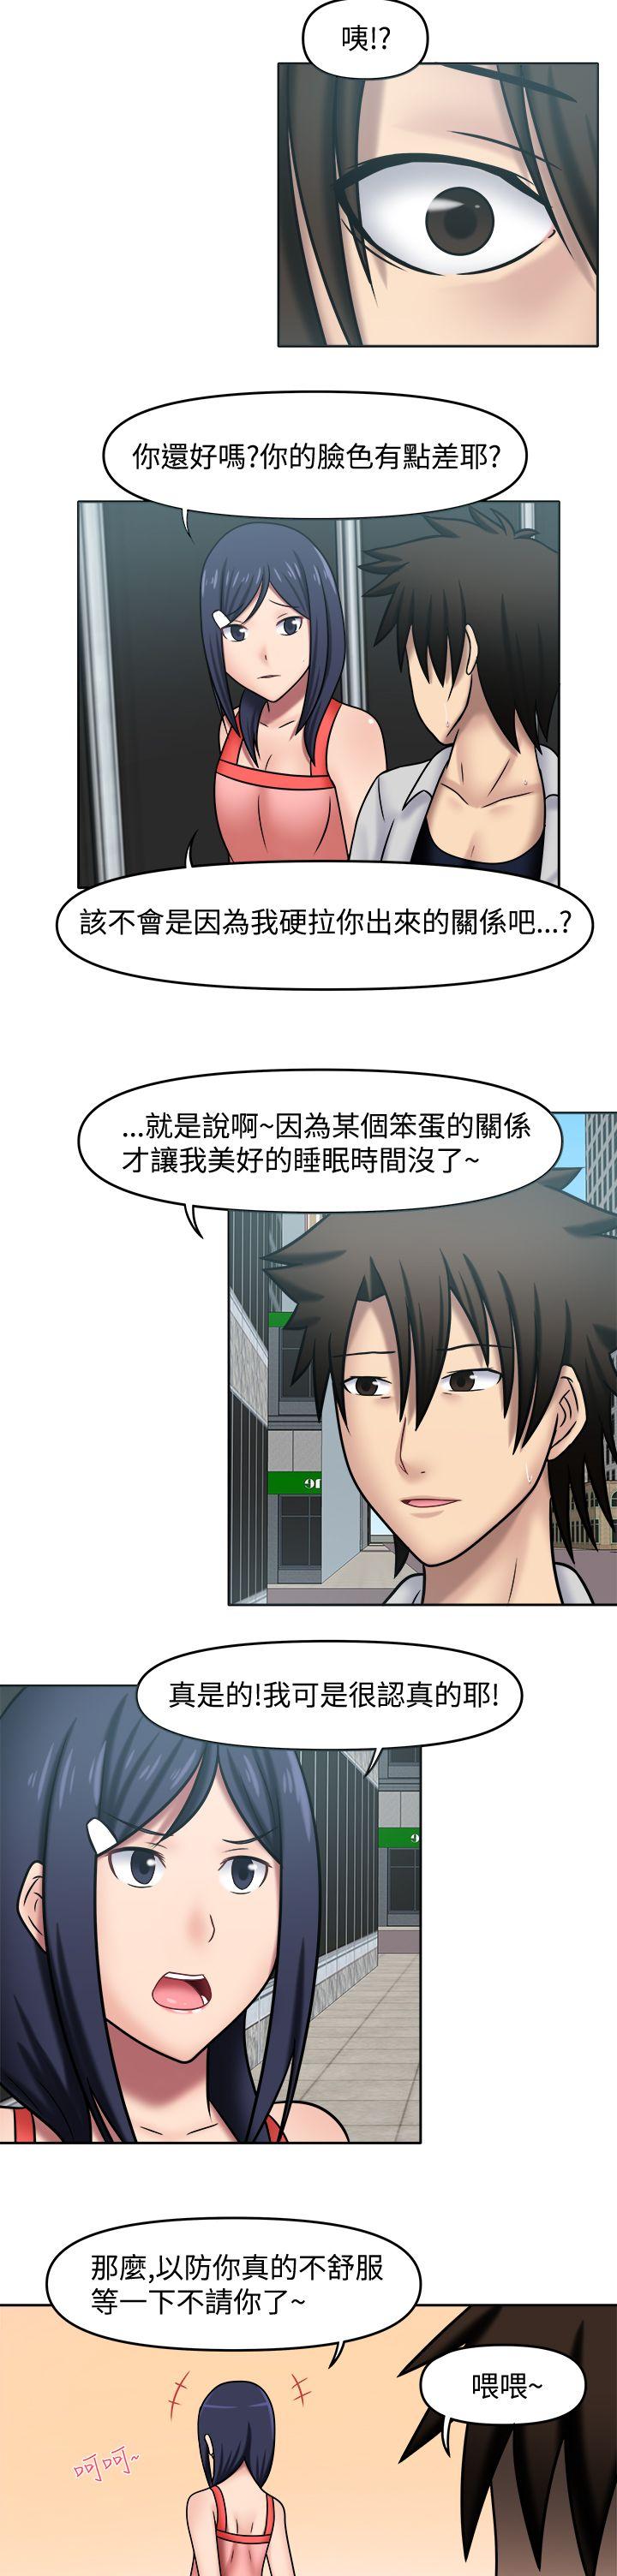 咦!?
你還好嗎?你的臉色有點差耶?
該不會是因為我硬拉你出來的關係吧...?
...就是說啊~因為某個笨蛋的關係
才讓我美好的睡眠時間沒了~
真是的!我可是很認真的耶!
那麼,以防你真的不舒服
等一下不請你了~
喂喂~
呵呵~